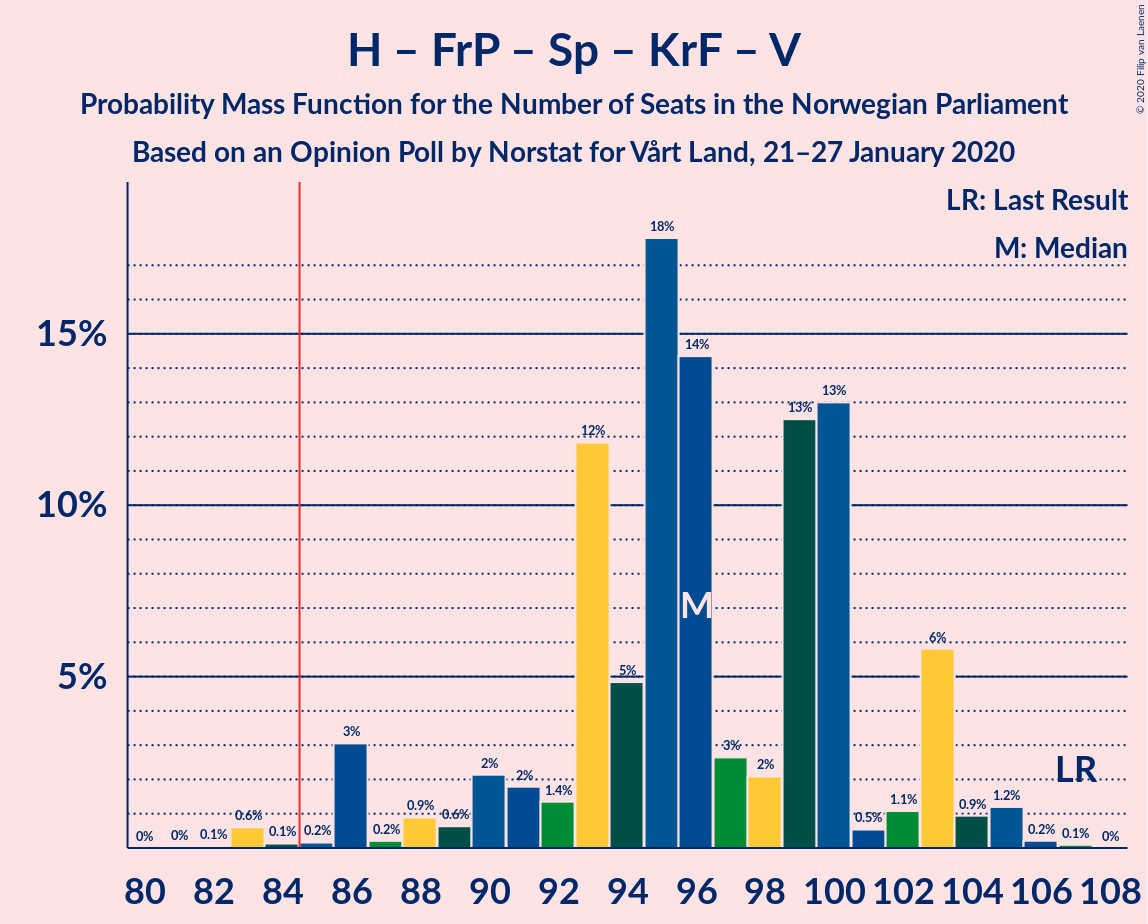 H – FrP – Sp – KrF – V
Probability Mass Function for the Number of Seats in the Norwegian Parliament
Based on an Opinion Poll by Norstat for Vårt Land, 21–27 January 2020
© 2020 Filip van Laenen
LR: Last Result
M: Median
15%
10%
5%
0% 0% 0.1% 0.6% 0.1% 0.2% 3% 0.2% 0.9% 0.6% 2% 2% 1.4% 12% 5% 18% 14% 3% 2% 13% 13% 0.5% 1.1% 6% 0.9% 1.2% 0.2% 0.1% 0%
M
LR
80 82 84 86 88 90 92 94 96 98 100 102 104 106 108